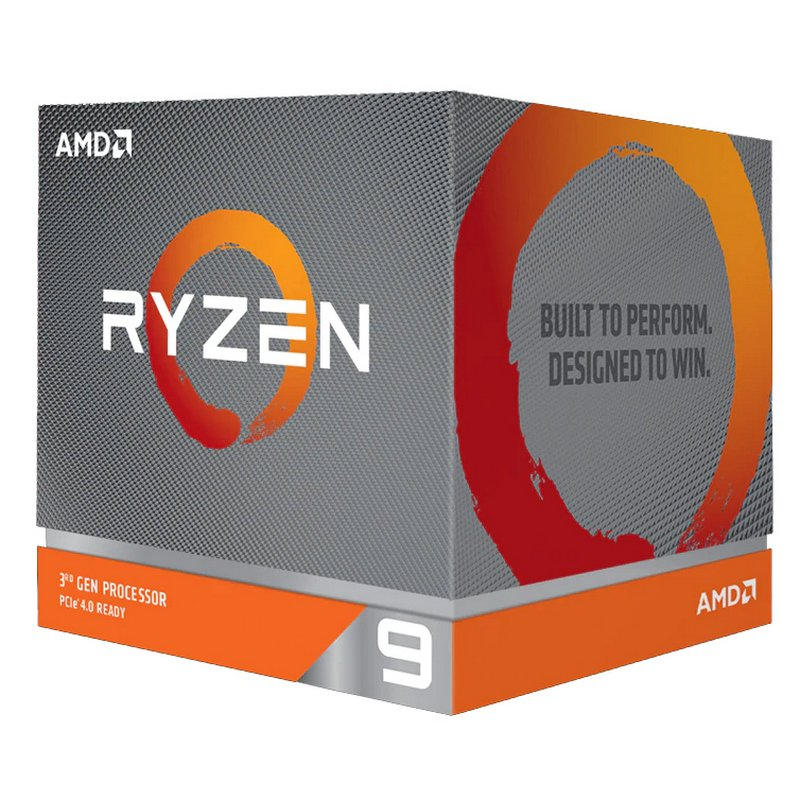 AMD
RYZEN
3RD GEN PROCESSOR
PCIe® 4.0 READY
9
BUILT TO PERFORM.
DESIGNED TO WIN.
AMD